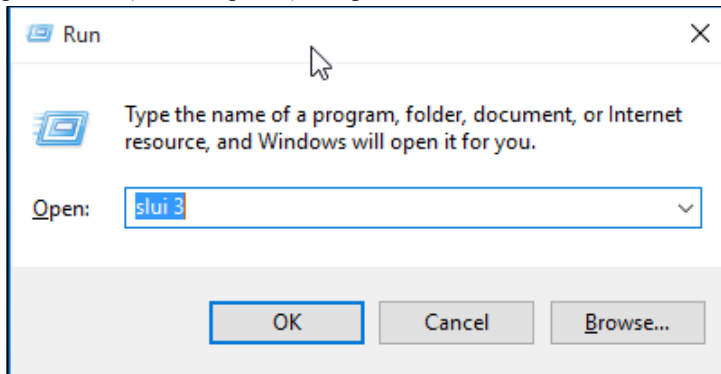 Run
Type the name of a program, folder, document, or Internet
resource, and Windows will open it for you.
Open: slui 3
OK Cancel Browse...